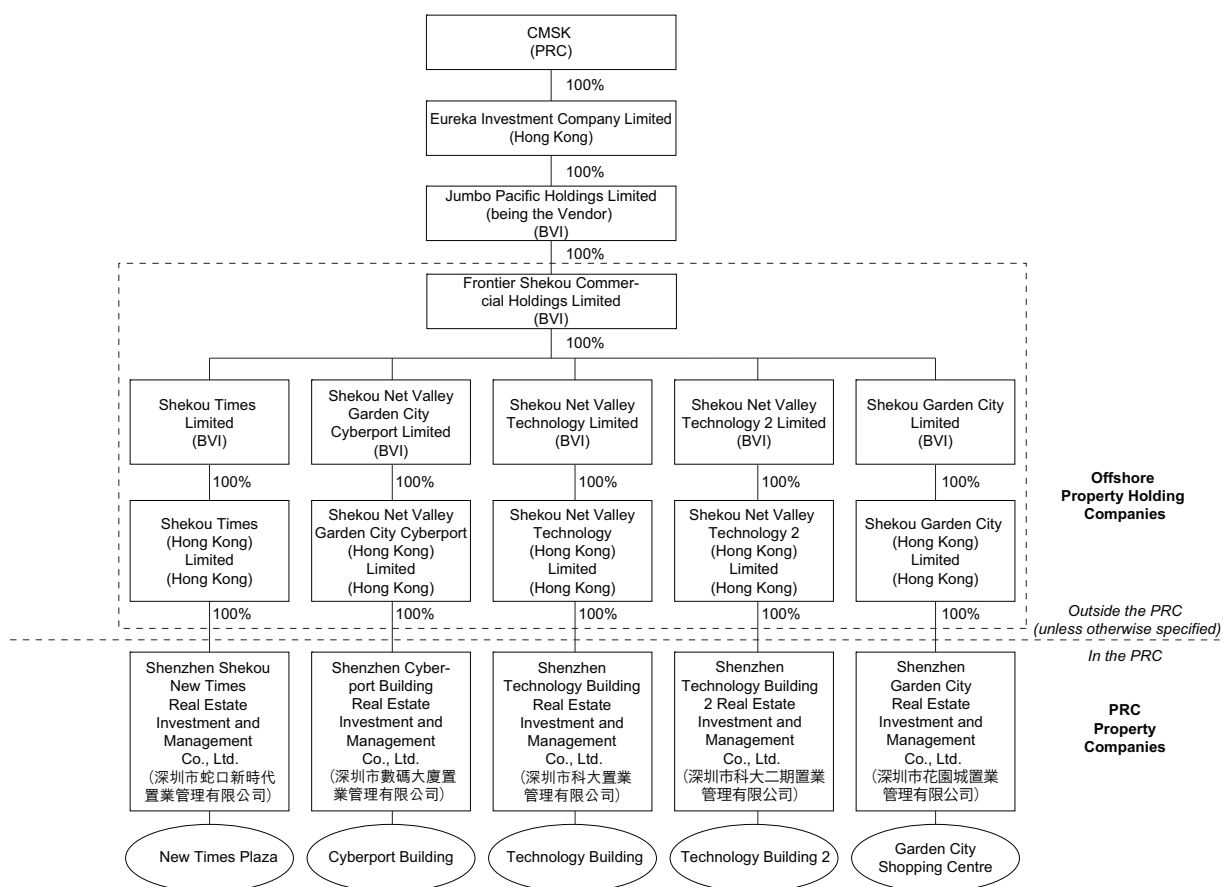 CMSK
(PRC)
100%
Eureka Investment Company Limited
(Hong Kong)
100%
Jumbo Pacific Holdings Limited
(being the Vendor)
(BVI)
100%
Frontier Shekou Commer-
cial Holdings Limited
(BVI)
100%
Shekou Times
Limited
(BVI)
Shekou Net Valley
Garden City
Cyberport Limited
(BVI)
Shekou Net Valley
Technology Limited
(BVI)
Shekou Net Valley
Technology 2 Limited
(BVI)
Shekou Garden City
Limited
(BVI)
100%
100%
100%
100%
100%
Offshore
Property Holding
Companies
Shekou Times
(Hong Kong)
Limited
(Hong Kong)
Shekou Net Valley
Garden City Cyberport
(Hong Kong)
Limited
(Hong Kong)
Shekou Net Valley
Technology
(Hong Kong)
Limited
(Hong Kong)
Shekou Net Valley
Technology 2
(Hong Kong)
Limited
(Hong Kong)
Shekou Garden City
(Hong Kong)
Limited
(Hong Kong)
100%
100%
100%
100%
100%
Outside the PRC
(unless otherwise specified)
In the PRC
Shenzhen Shekou
New Times
Real Estate
Investment and
Management
Co., Ltd.
(深圳市蛇口新時代
置業管理有限公司)
Shenzhen Cyber-
port Building
Real Estate
Investment and
Management
Co., Ltd.
(深圳市數碼大廈置
業管理有限公司)
Shenzhen
Technology Building
Real Estate
Investment and
Management
Co., Ltd.
(深圳市科大置業
管理有限公司)
Shenzhen
Technology Building
2 Real Estate
Investment and
Management
Co., Ltd.
(深圳市科大二期置業
管理有限公司)
Shenzhen
Garden City
Real Estate
Investment and
Management
Co., Ltd.
(深圳市花園城置業
管理有限公司)
PRC
Property
Companies
New Times Plaza
Cyberport Building
Technology Building
Technology Building 2
Garden City
Shopping Centre